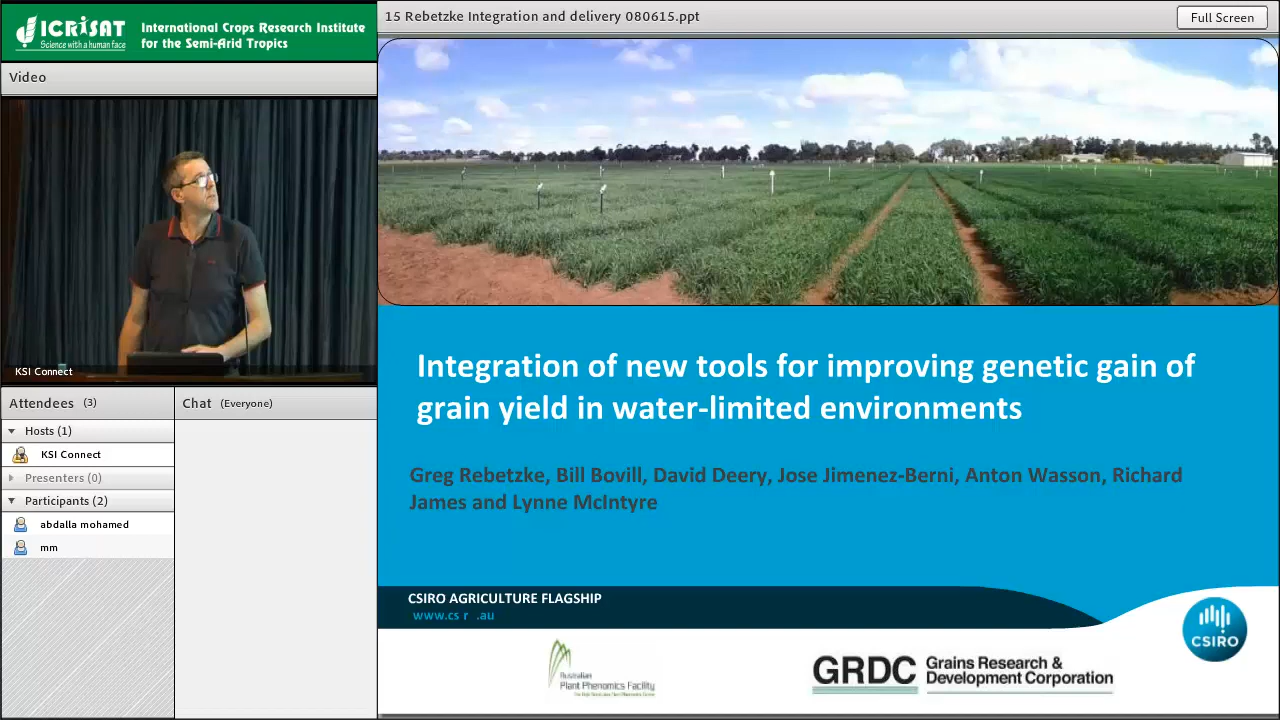 ICRISAT
Science with a human face
International Crops Research Institute
for the Semi-Arid Tropics
Video
KSI Connect
Attendees (3)
Hosts (1)
KSI Connect
Presenters (0)
Participants (2)
abdalla mohamed
mm
Chat (Everyone)
15 Rebetzke Integration and delivery 080615.ppt
Full Screen
Integration of new tools for improving genetic gain of
grain yield in water-limited environments
Greg Rebetzke, Bill Bovill, David Deery, Jose Jimenez-Berni, Anton Wasson, Richard
James and Lynne McIntyre
CSIRO AGRICULTURE FLAGSHIP
www.cs r .au
CSIRO
Australian
Plant Phenomics Facility
GRDC
Grains Research &
Development Corporation